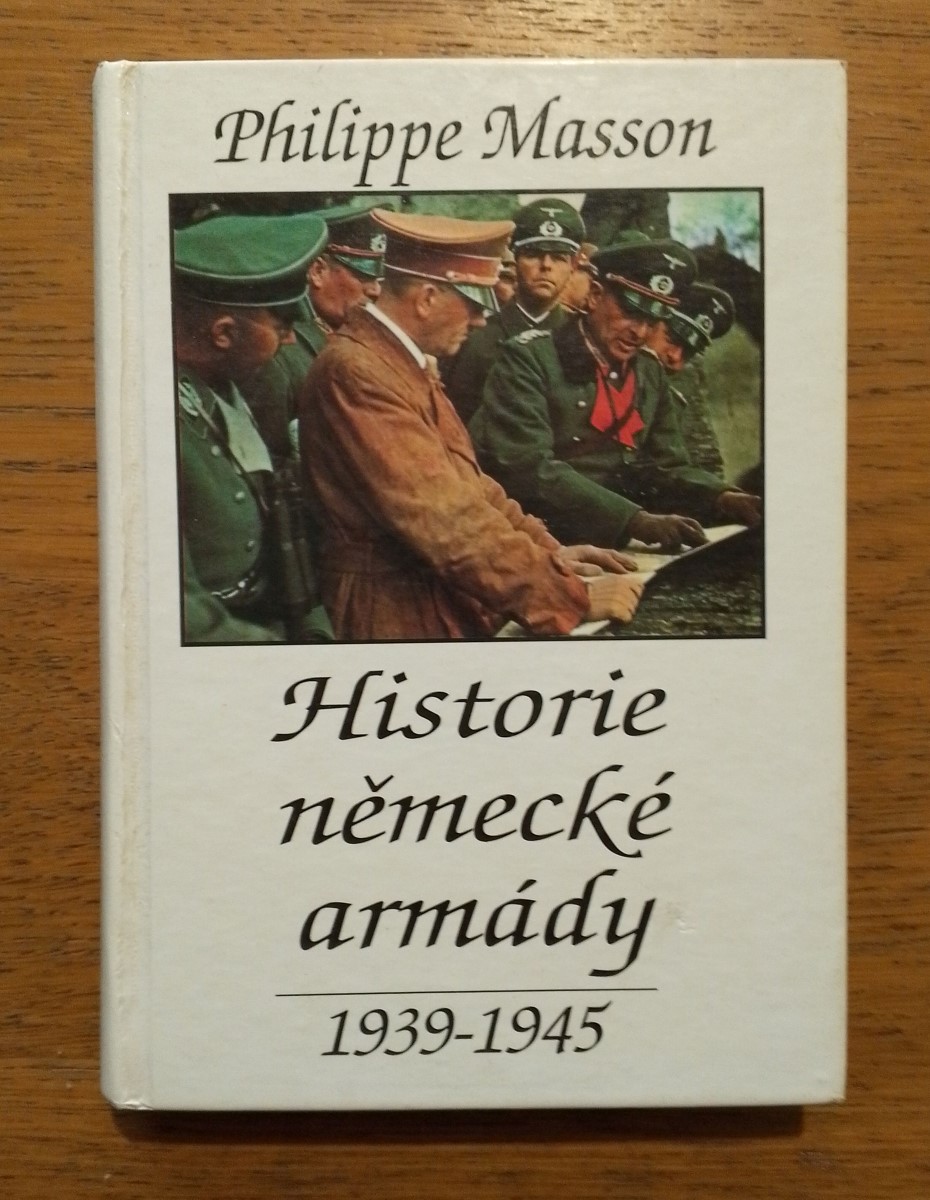 Philippe Masson
Historie
německé
armády
1939-1945